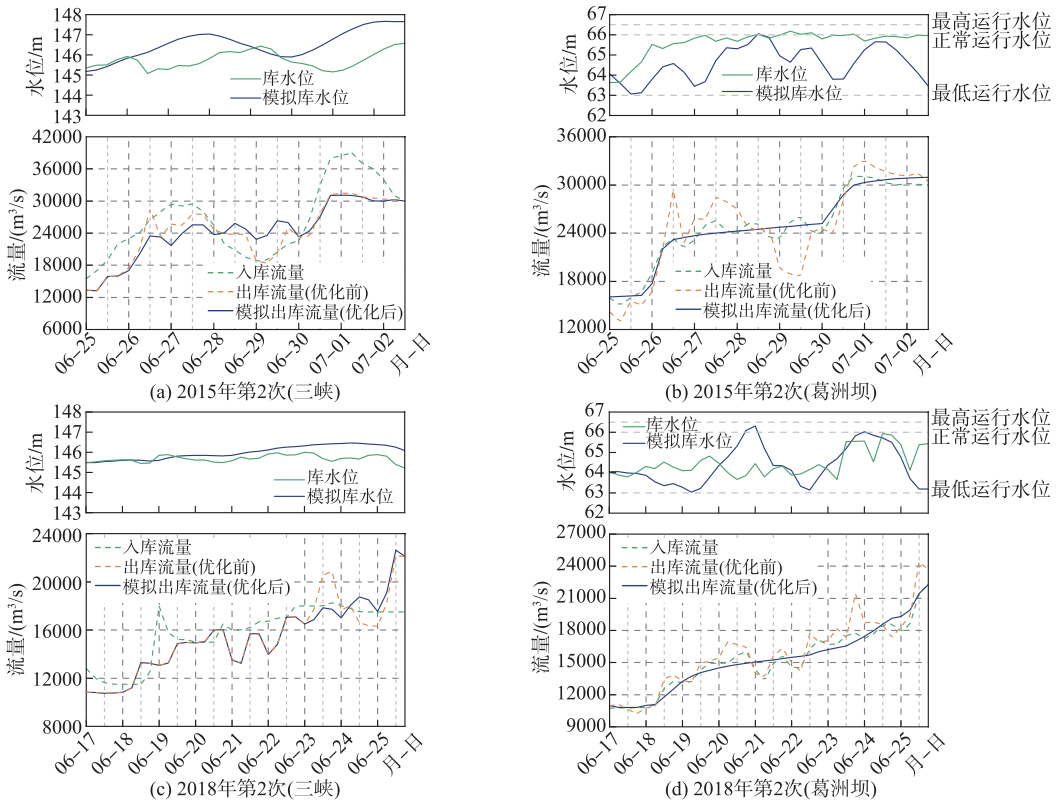 148
147
146
145
144
143
水位/m
库水位
模拟库水位
42000
36000
30000
24000
18000
12000
6000
流量/(m³/s)
入库流量
出库流量(优化前)
模拟出库流量(优化后)
06-25
06-26
06-27
06-28
06-29
06-30
07-01
07-02
月-日
(a) 2015年第2次(三峡)
67
66
65
64
63
62
水位/m
最高运行水位
正常运行水位
最低运行水位
库水位
模拟库水位
36000
30000
24000
18000
12000
流量/(m³/s)
入库流量
出库流量(优化前)
模拟出库流量(优化后)
06-25
06-26
06-27
06-28
06-29
06-30
07-01
07-02
月-日
(b) 2015年第2次(葛洲坝)
148
147
146
145
144
143
水位/m
库水位
模拟库水位
24000
20000
16000
12000
8000
流量/(m³/s)
入库流量
出库流量(优化前)
模拟出库流量(优化后)
06-17
06-18
06-19
06-20
06-21
06-22
06-23
06-24
06-25
月-日
(c) 2018年第2次(三峡)
67
66
65
64
63
62
水位/m
最高运行水位
正常运行水位
最低运行水位
库水位
模拟库水位
27000
24000
21000
18000
15000
12000
9000
流量/(m³/s)
入库流量
出库流量(优化前)
模拟出库流量(优化后)
06-17
06-18
06-19
06-20
06-21
06-22
06-23
06-24
06-25
月-日
(d) 2018年第2次(葛洲坝)